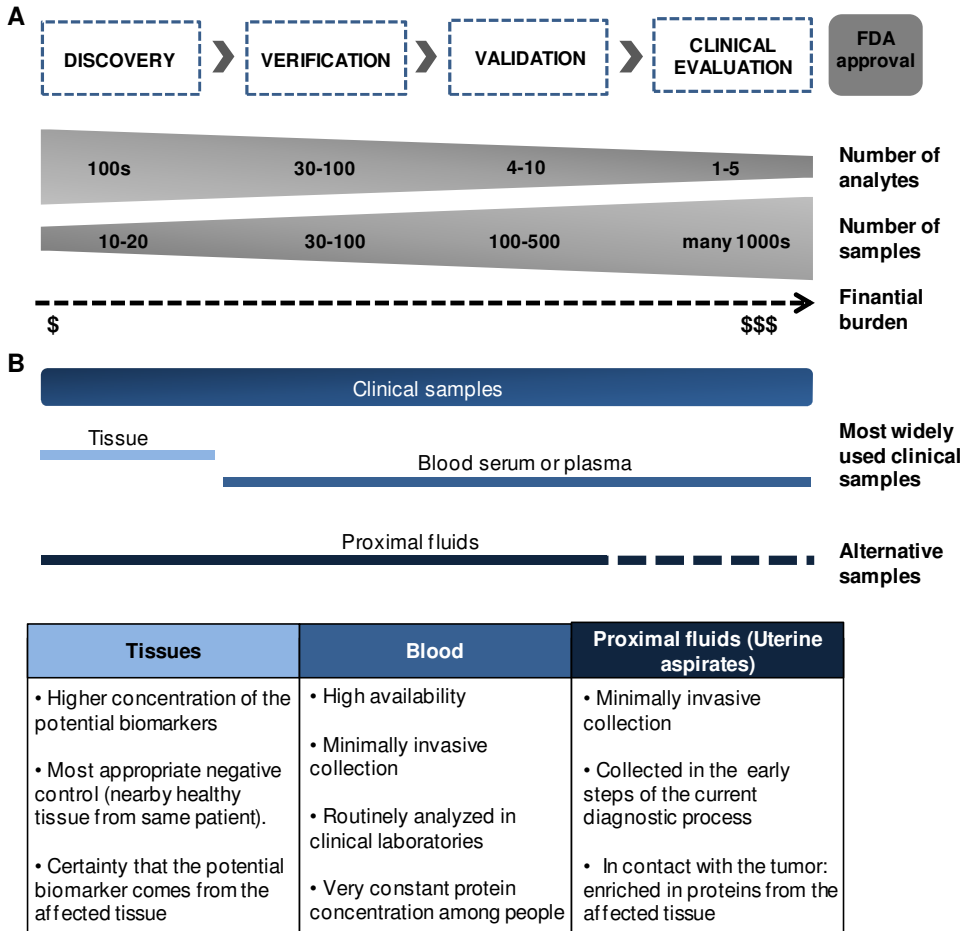 A
DISCOVERY
VERIFICATION
VALIDATION
CLINICAL
EVALUATION
FDA
approval
100s
30-100
4-10
1-5
Number of
analytes
10-20
30-100
100-500
many 1000s
Number of
samples
$
$$$
Finantial
burden
B
Clinical samples
Tissue
Blood serum or plasma
Most widely
used clinical
samples
Proximal fluids
Alternative
samples
Tissues
• Higher concentration of the
potential biomarkers
• Most appropriate negative
control (nearby healthy
tissue from same patient).
• Certainty that the potential
biomarker comes from the
affected tissue
Blood
• High availability
• Minimally invasive
collection
• Routinely analyzed in
clinical laboratories
• Very constant protein
concentration among people
Proximal fluids (Uterine
aspirates)
• Minimally invasive
collection
• Collected in the early
steps of the current
diagnostic process
• In contact with the tumor:
enriched in proteins from the
affected tissue